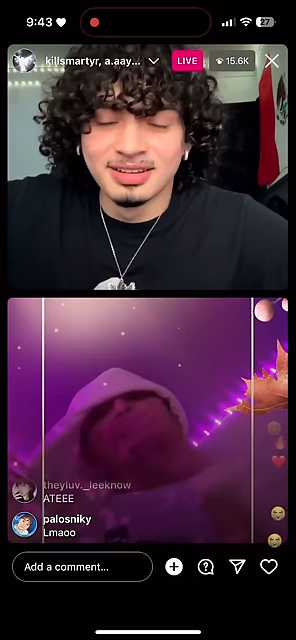 9:43
27
killsmartyr, a.aay...
LIVE
15.6K
theyluv._leeknow
ATEEE
palosniky
Lmaoo
Add a comment...